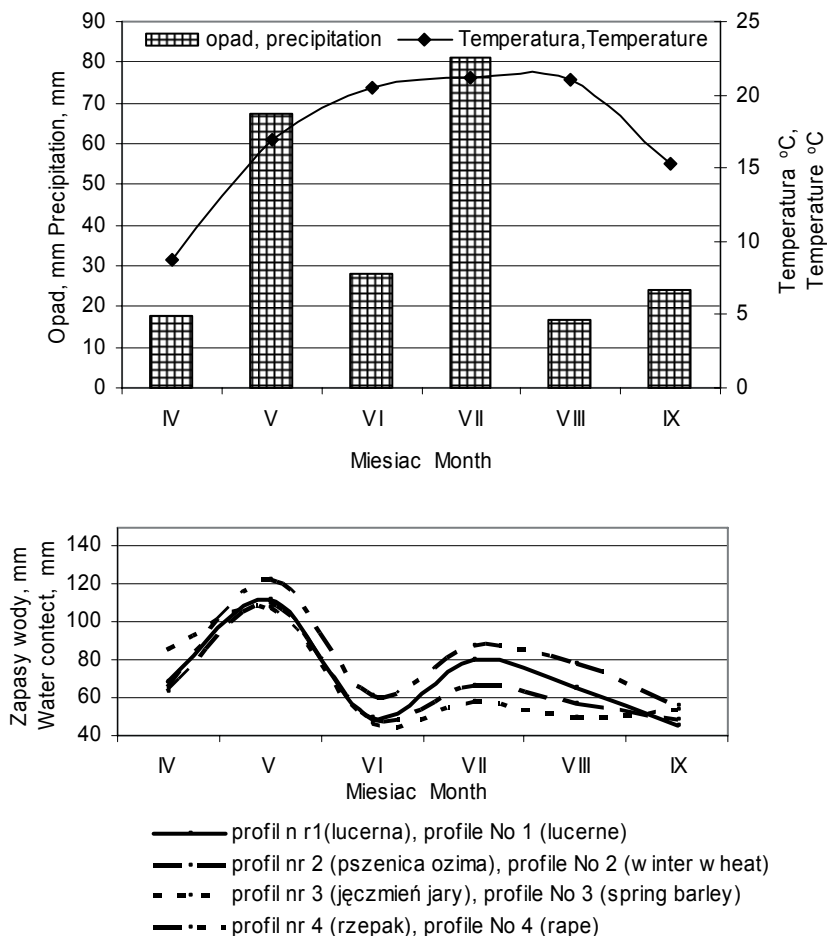 90
80
70
60
50
40
30
20
10
0
Opad, mm Precipitation, mm
opad, precipitation
Temperatura,Temperature
25
20
15
10
5
0
Temperatura ºC,
Temperature ºC
IV V VI VII VIII IX
Miesiac Month
140
120
100
80
60
40
Zapasy wody, mm
Water contect, mm
IV V VI VII VIII IX
Miesiac Month
profil n r1(lucerna), profile No 1 (lucerne)
profil nr 2 (pszenica ozima), profile No 2 (w inter w heat)
profil nr 3 (jęczmień jary), profile No 3 (spring barley)
profil nr 4 (rzepak), profile No 4 (rape)